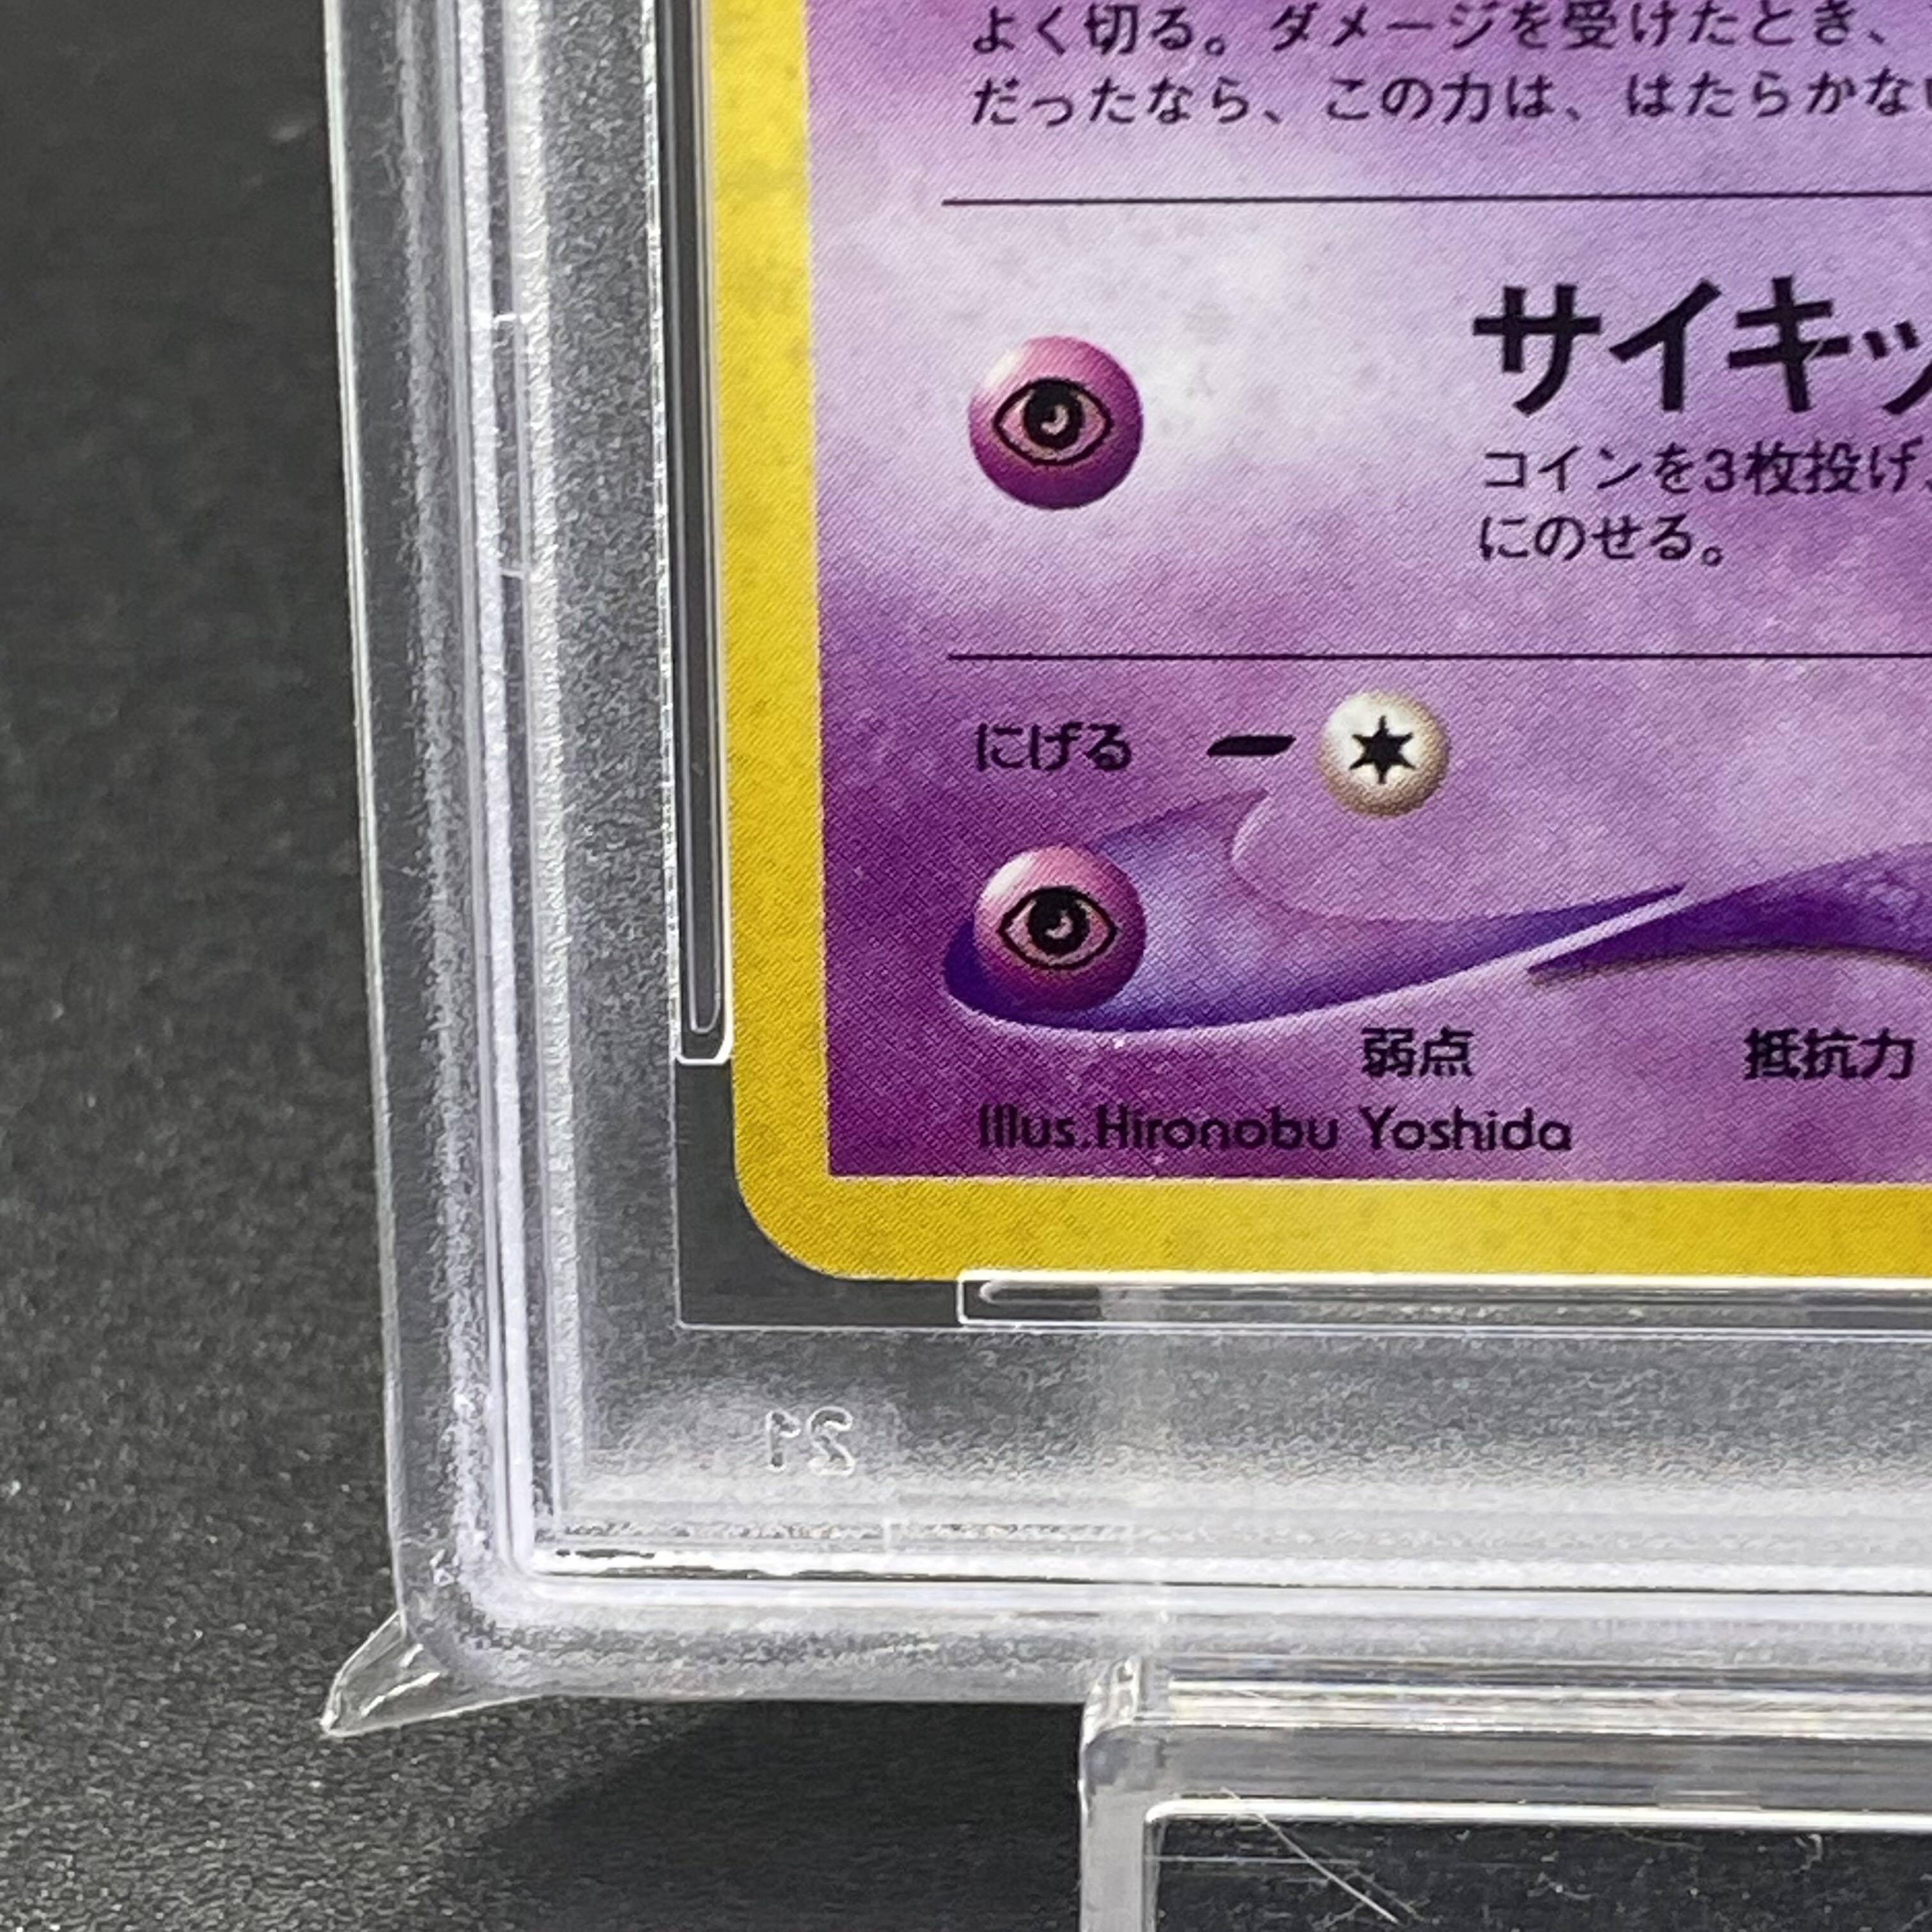 よく切る。ダメージを受けたとき、
だったなら、この力は、はたらかない
サイキッ
コインを3枚投げ、
にのせる。
にげる
弱点 抵抗力
Illus.Hironobu Yoshida